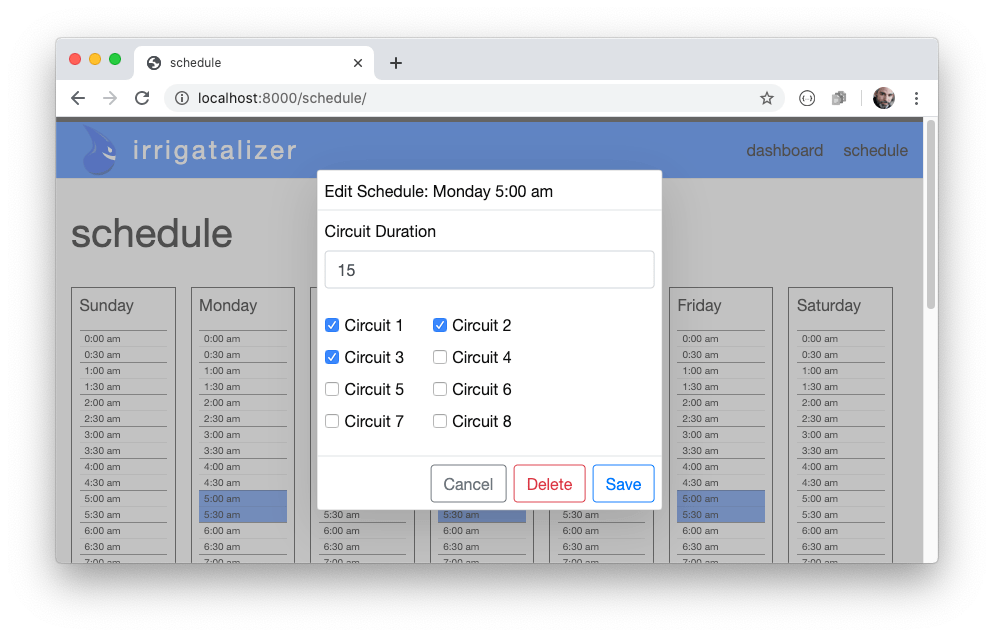 schedule
localhost:8000/schedule/
irrigatalizer
dashboard schedule
schedule
Edit Schedule: Monday 5:00 am
Circuit Duration
15
Circuit 1 Circuit 2
Circuit 3 Circuit 4
Circuit 5 Circuit 6
Circuit 7 Circuit 8
Cancel Delete Save
Sunday
0:00 am
0:30 am
1:00 am
1:30 am
2:00 am
2:30 am
3:00 am
3:30 am
4:00 am
4:30 am
5:00 am
5:30 am
6:00 am
6:30 am
7:00 am
Monday
0:00 am
0:30 am
1:00 am
1:30 am
2:00 am
2:30 am
3:00 am
3:30 am
4:00 am
4:30 am
5:00 am
5:30 am
6:00 am
6:30 am
7:00 am
5:30 am
6:00 am
6:30 am
7:00 am
5:30 am
6:00 am
6:30 am
7:00 am
5:30 am
6:00 am
6:30 am
7:00 am
Friday
0:00 am
0:30 am
1:00 am
1:30 am
2:00 am
2:30 am
3:00 am
3:30 am
4:00 am
4:30 am
5:00 am
5:30 am
6:00 am
6:30 am
7:00 am
Saturday
0:00 am
0:30 am
1:00 am
1:30 am
2:00 am
2:30 am
3:00 am
3:30 am
4:00 am
4:30 am
5:00 am
5:30 am
6:00 am
6:30 am
7:00 am